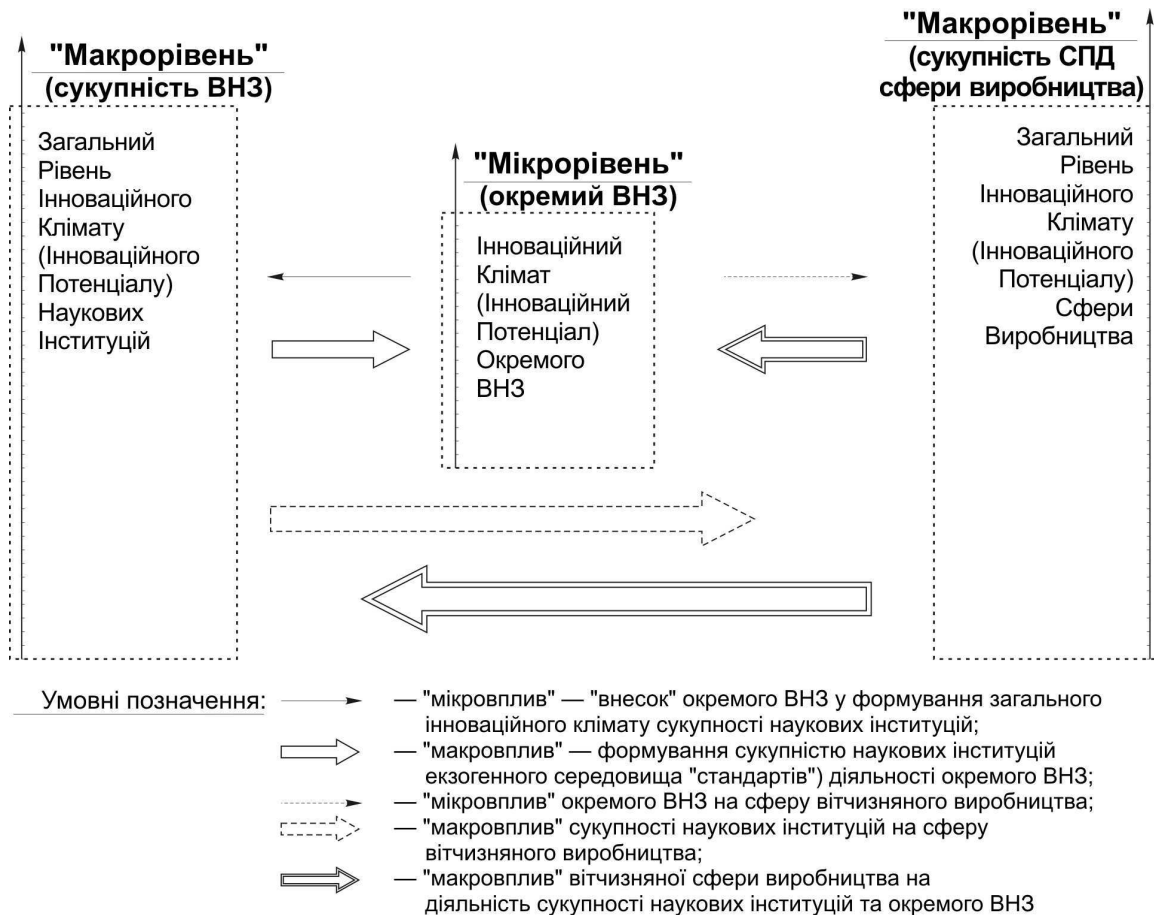 "Макрорівень"
(сукупність ВНЗ)
Загальний
Рівень
Інноваційного
Клімату
(Інноваційного
Потенціалу)
Наукових
Інституцій
"Мікрорівень"
(окремий ВНЗ)
Інноваційний
Клімат
(Інноваційний
Потенціал)
Окремого
ВНЗ
"Макрорівень"
(сукупність СПД
сфери виробництва)
Загальний
Рівень
Інноваційного
Клімату
(Інноваційного
Потенціалу)
Сфери
Виробництва
Умовні позначення:
— "мікровплив" — "внесок" окремого ВНЗ у формування загального
інноваційного клімату сукупності наукових інституцій;
— "макровплив" — формування сукупністю наукових інституцій
екзогенного середовища "стандартів") діяльності окремого ВНЗ;
— "мікровплив" окремого ВНЗ на сферу вітчизняного виробництва;
— "макровплив" сукупності наукових інституцій на сферу
вітчизняного виробництва;
— "макровплив" вітчизняної сфери виробництва на
діяльність сукупності наукових інституцій та окремого ВНЗ